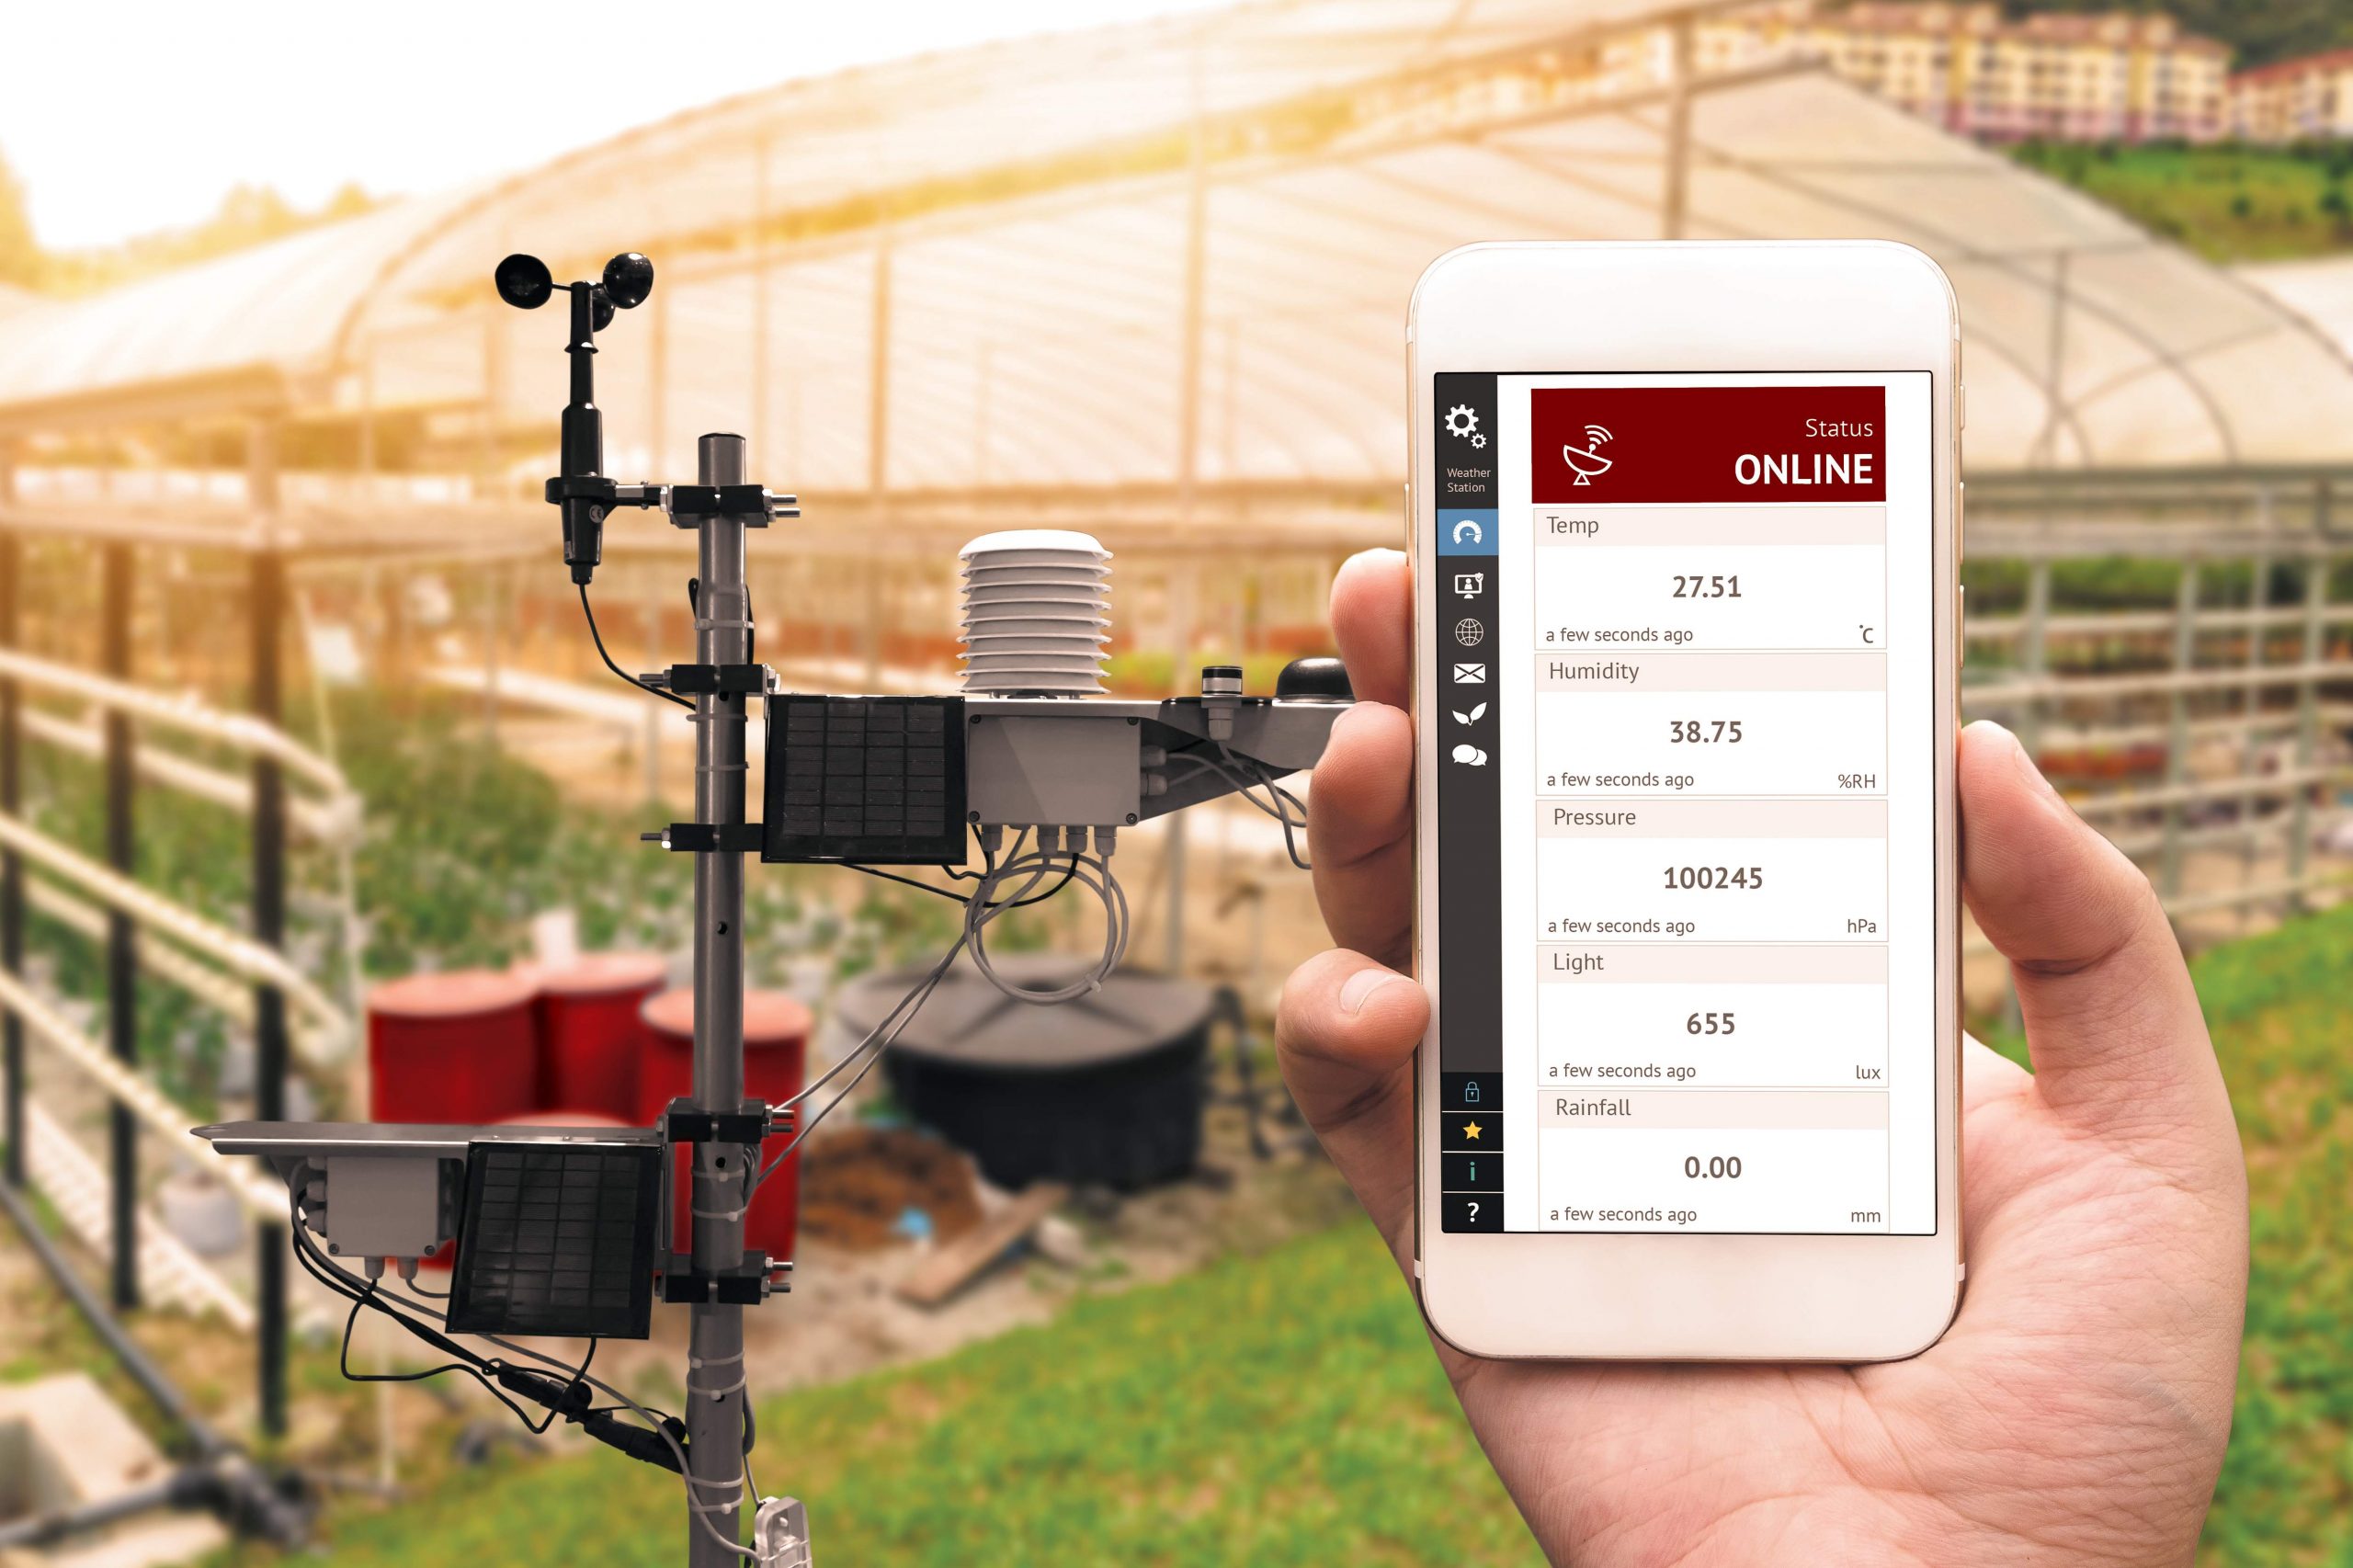 Weather
Station
Status
ONLINE
Temp
27.51
a few seconds ago °C
Humidity
38.75
a few seconds ago %RH
Pressure
100245
a few seconds ago hPa
Light
655
a few seconds ago lux
Rainfall
0.00
a few seconds ago mm
i
?